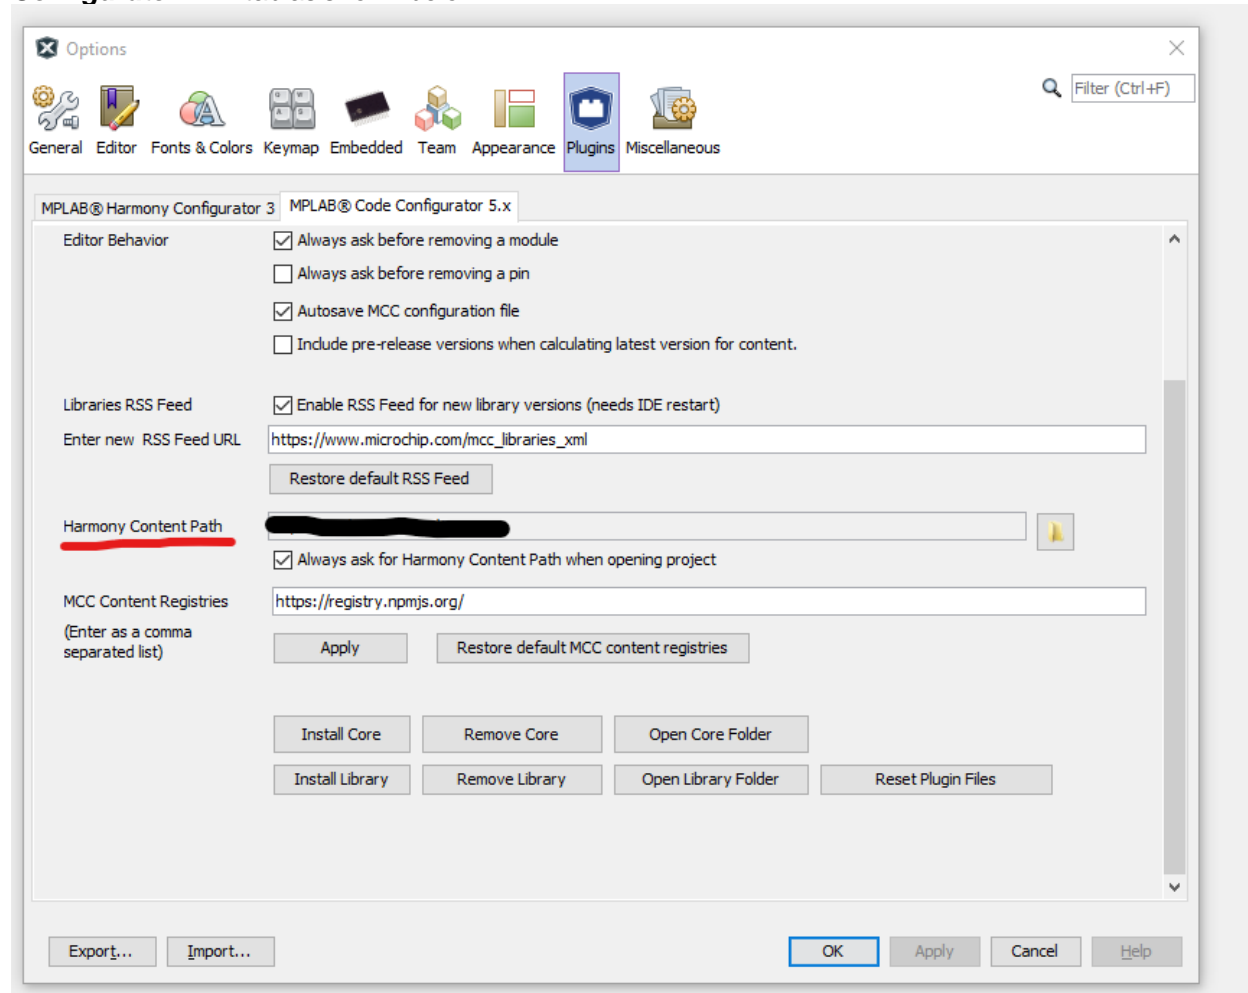 Options
Filter (Ctrl+F)
General Editor Fonts & Colors Keymap Embedded Team Appearance Plugins Miscellaneous
MPLAB® Harmony Configurator 3 MPLAB® Code Configurator 5.x
Editor Behavior Always ask before removing a module
Always ask before removing a pin
Autosave MCC configuration file
Include pre-release versions when calculating latest version for content.
Libraries RSS Feed Enable RSS Feed for new library versions (needs IDE restart)
Enter new RSS Feed URL https://www.microchip.com/mcc_libraries_xml
Restore default RSS Feed
Harmony Content Path
Always ask for Harmony Content Path when opening project
MCC Content Registries https://registry.npmjs.org/
(Enter as a comma
separated list) Apply Restore default MCC content registries
Install Core Remove Core Open Core Folder
Install Library Remove Library Open Library Folder Reset Plugin Files
Export... Import... OK Apply Cancel Help